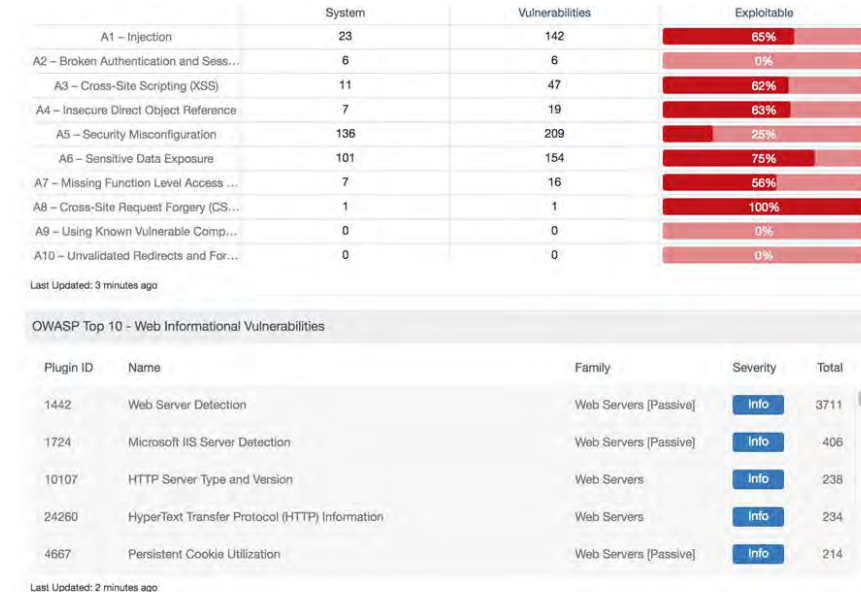 System Vulnerabilities Exploitable
A1 – Injection 23 142 65%
A2 – Broken Authentication and Sess... 6 6 0%
A3 – Cross-Site Scripting (XSS) 11 47 62%
A4 – Insecure Direct Object Reference 7 19 63%
A5 – Security Misconfiguration 136 209 25%
A6 – Sensitive Data Exposure 101 154 75%
A7 – Missing Function Level Access ... 7 16 56%
A8 – Cross-Site Request Forgery (CS... 1 1 100%
A9 – Using Known Vulnerable Comp... 0 0 0%
A10 – Unvalidated Redirects and For... 0 0 0%
Last Updated: 3 minutes ago
OWASP Top 10 - Web Informational Vulnerabilities
Plugin ID Name Family Severity Total
1442 Web Server Detection Web Servers [Passive] Info 3711
1724 Microsoft IIS Server Detection Web Servers [Passive] Info 406
10107 HTTP Server Type and Version Web Servers Info 238
24260 HyperText Transfer Protocol (HTTP) Information Web Servers Info 234
4667 Persistent Cookie Utilization Web Servers [Passive] Info 214
Last Updated: 2 minutes ago